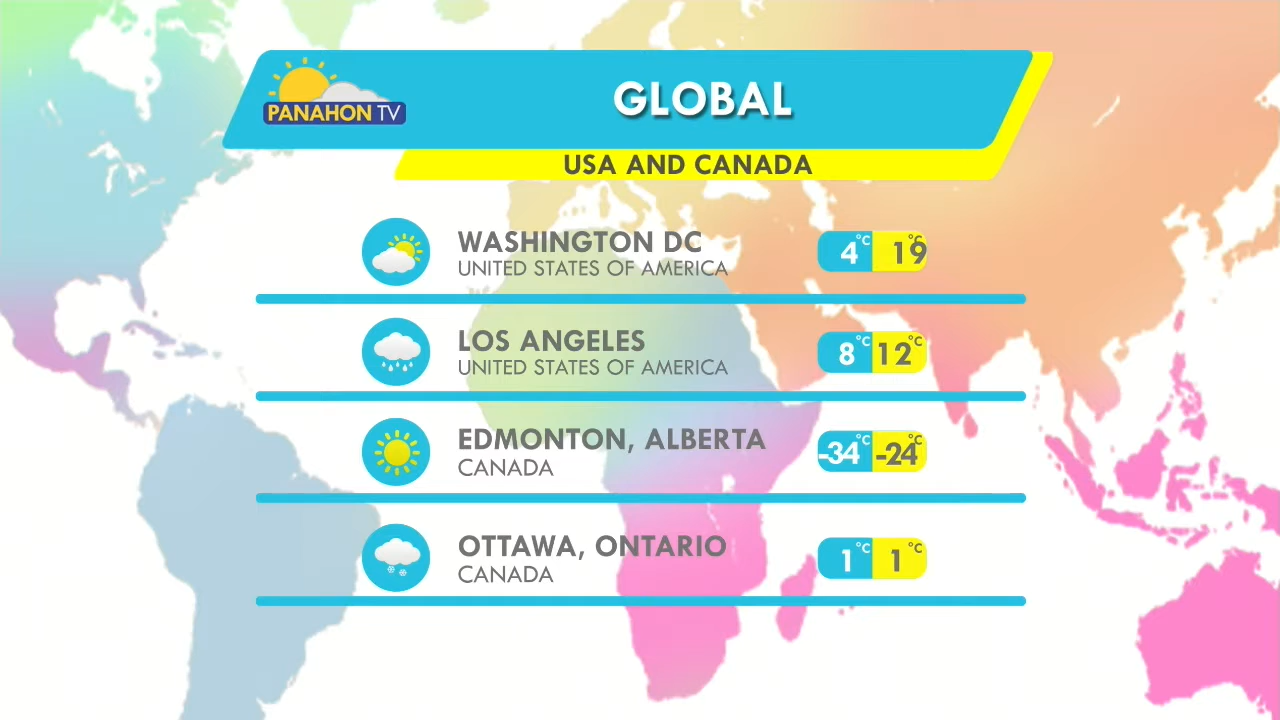 PANAHON TV
GLOBAL
USA AND CANADA
WASHINGTON DC
UNITED STATES OF AMERICA
4°C 19°C
LOS ANGELES
UNITED STATES OF AMERICA
8°C 12°C
EDMONTON, ALBERTA
CANADA
-34°C -24°C
OTTAWA, ONTARIO
CANADA
1°C 1°C